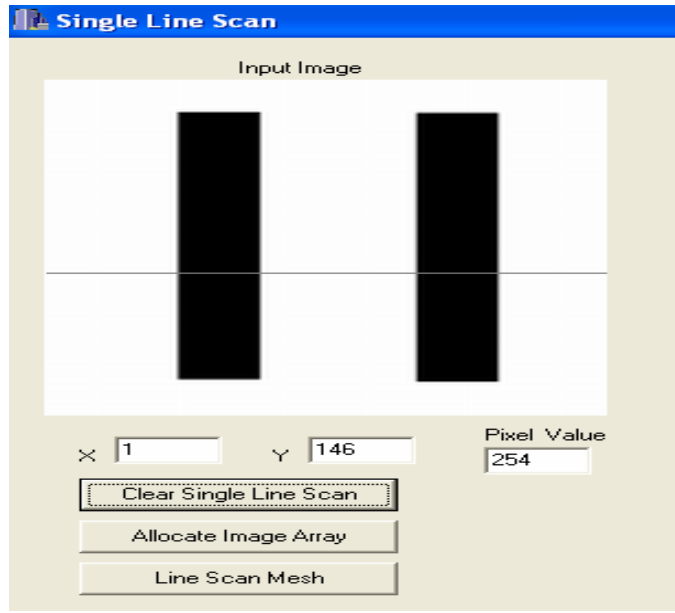 Single Line Scan
Input Image
X 1 Y 146 Pixel Value 254
Clear Single Line Scan
Allocate Image Array
Line Scan Mesh